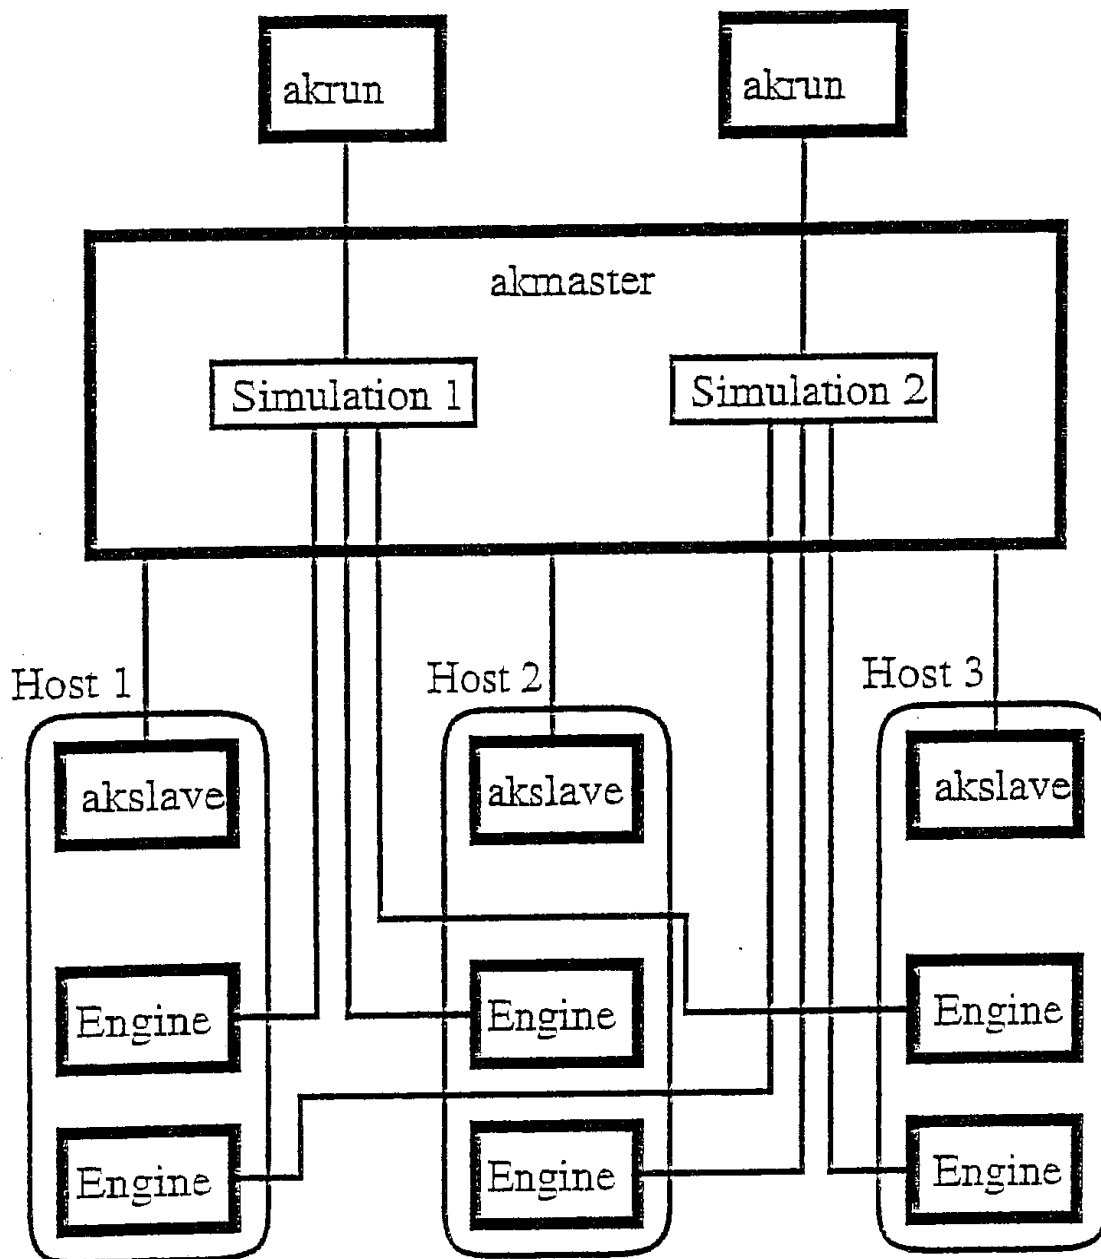 akrun
akrun
akmaster
Simulation 1
Simulation 2
Host 1
Host 2
Host 3
akslave
akslave
akslave
Engine
Engine
Engine
Engine
Engine
Engine